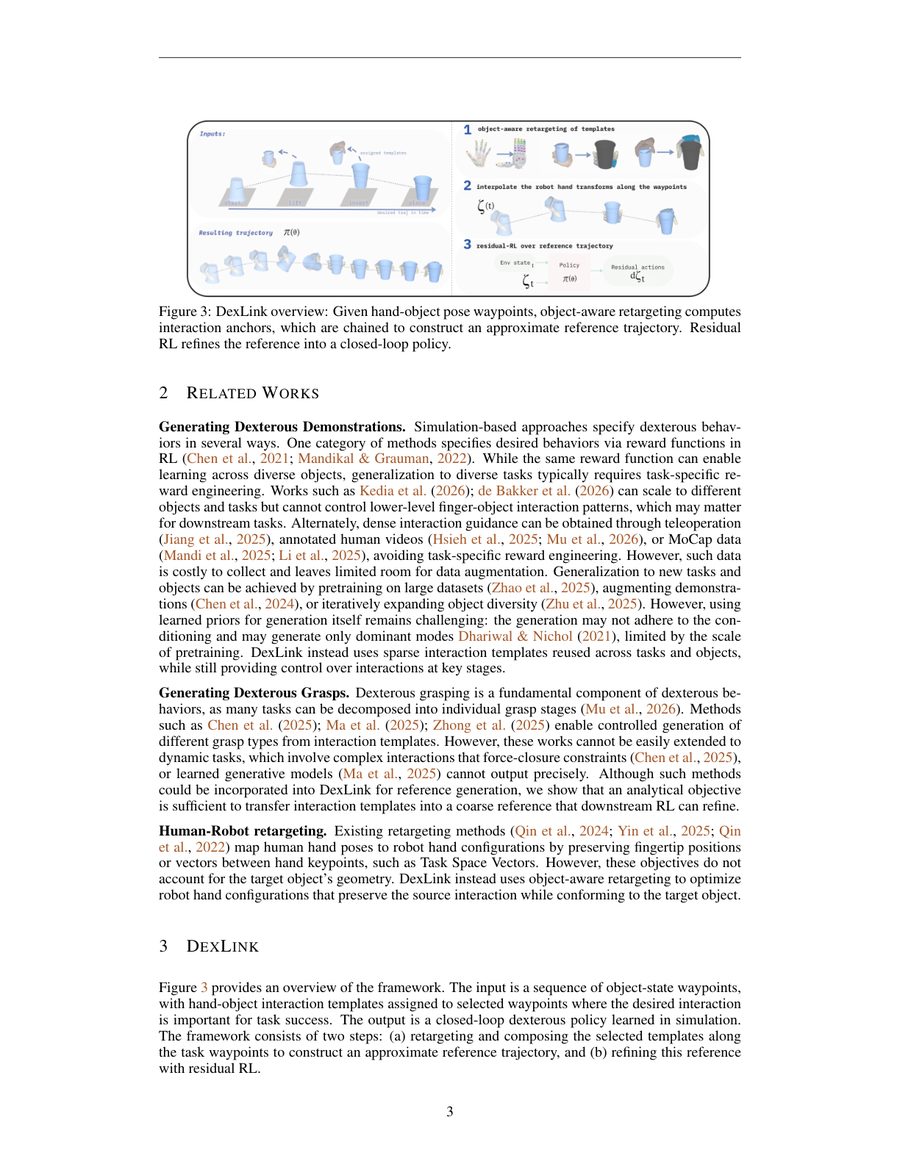 Inputs:
assigned templates
desired traj in time
Resulting trajectory π(θ)
1 object-aware retargeting of templates
2 interpolate the robot hand transforms along the waypoints
ζ(t)
3 residual-RL over reference trajectory
Env state t
Policy
Residual actions
ζt
π(θ)
dζt
Figure 3: DexLink overview: Given hand-object pose waypoints, object-aware retargeting computes
interaction anchors, which are chained to construct an approximate reference trajectory. Residual
RL refines the reference into a closed-loop policy.
2 RELATED WORKS
Generating Dexterous Demonstrations. Simulation-based approaches specify dexterous behav-
iors in several ways. One category of methods specifies desired behaviors via reward functions in
RL (Chen et al., 2021; Mandikal & Grauman, 2022). While the same reward function can enable
learning across diverse objects, generalization to diverse tasks typically requires task-specific re-
ward engineering. Works such as Kedia et al. (2026); de Bakker et al. (2026) can scale to different
objects and tasks but cannot control lower-level finger-object interaction patterns, which may matter
for downstream tasks. Alternately, dense interaction guidance can be obtained through teleoperation
(Jiang et al., 2025), annotated human videos (Hsieh et al., 2025; Mu et al., 2026), or MoCap data
(Mandi et al., 2025; Li et al., 2025), avoiding task-specific reward engineering. However, such data
is costly to collect and leaves limited room for data augmentation. Generalization to new tasks and
objects can be achieved by pretraining on large datasets (Zhao et al., 2025), augmenting demonstra-
tions (Chen et al., 2024), or iteratively expanding object diversity (Zhu et al., 2025). However, using
learned priors for generation itself remains challenging: the generation may not adhere to the con-
ditioning and may generate only dominant modes Dhariwal & Nichol (2021), limited by the scale
of pretraining. DexLink instead uses sparse interaction templates reused across tasks and objects,
while still providing control over interactions at key stages.
Generating Dexterous Grasps. Dexterous grasping is a fundamental component of dexterous be-
haviors, as many tasks can be decomposed into individual grasp stages (Mu et al., 2026). Methods
such as Chen et al. (2025); Ma et al. (2025); Zhong et al. (2025) enable controlled generation of
different grasp types from interaction templates. However, these works cannot be easily extended to
dynamic tasks, which involve complex interactions that force-closure constraints (Chen et al., 2025),
or learned generative models (Ma et al., 2025) cannot output precisely. Although such methods
could be incorporated into DexLink for reference generation, we show that an analytical objective
is sufficient to transfer interaction templates into a coarse reference that downstream RL can refine.
Human-Robot retargeting. Existing retargeting methods (Qin et al., 2024; Yin et al., 2025; Qin
et al., 2022) map human hand poses to robot hand configurations by preserving fingertip positions
or vectors between hand keypoints, such as Task Space Vectors. However, these objectives do not
account for the target object's geometry. DexLink instead uses object-aware retargeting to optimize
robot hand configurations that preserve the source interaction while conforming to the target object.
3 DEXLINK
Figure 3 provides an overview of the framework. The input is a sequence of object-state waypoints,
with hand-object interaction templates assigned to selected waypoints where the desired interaction
is important for task success. The output is a closed-loop dexterous policy learned in simulation.
The framework consists of two steps: (a) retargeting and composing the selected templates along
the task waypoints to construct an approximate reference trajectory, and (b) refining this reference
with residual RL.
3